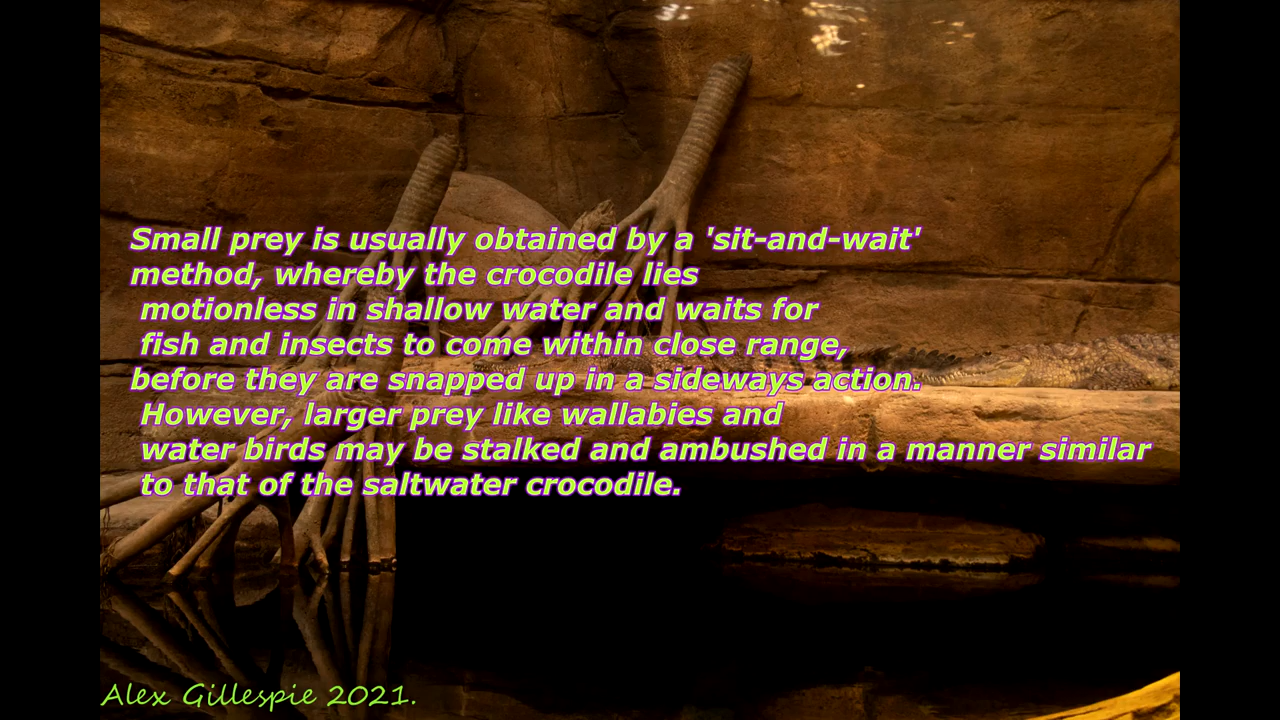 Small prey is usually obtained by a 'sit-and-wait'
method, whereby the crocodile lies
motionless in shallow water and waits for
fish and insects to come within close range,
before they are snapped up in a sideways action.
However, larger prey like wallabies and
water birds may be stalked and ambushed in a manner similar
to that of the saltwater crocodile.
Alex Gillespie 2021.